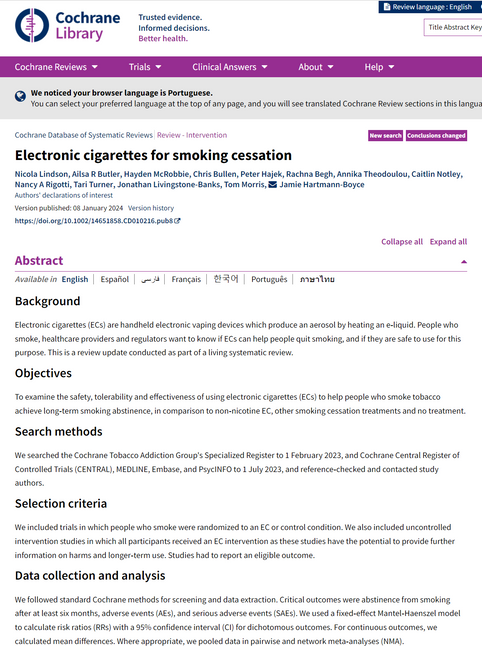 Cochrane
Library
Trusted evidence.
Informed decisions.
Better health.
Review language : English
Title Abstract Key
Cochrane Reviews
Trials
Clinical Answers
About
Help
We noticed your browser language is Portuguese.
You can select your preferred language at the top of any page, and you will see translated Cochrane Review sections in this langua
Cochrane Database of Systematic Reviews | Review - Intervention
New search
Conclusions changed
Electronic cigarettes for smoking cessation
Nicola Lindson, Ailsa R Butler, Hayden McRobbie, Chris Bullen, Peter Hajek, Rachna Begh, Annika Theodoulou, Caitlin Notley,
Nancy A Rigotti, Tari Turner, Jonathan Livingstone-Banks, Tom Morris, Jamie Hartmann-Boyce
Authors' declarations of interest
Version published: 08 January 2024 Version history
https://doi.org/10.1002/14651858.CD010216.pub8
Collapse all Expand all
Abstract
Available in English | Español | فارسی | Français | 한국어 | Português | ภาษาไทย
Background
Electronic cigarettes (ECs) are handheld electronic vaping devices which produce an aerosol by heating an e-liquid. People who
smoke, healthcare providers and regulators want to know if ECs can help people quit smoking, and if they are safe to use for this
purpose. This is a review update conducted as part of a living systematic review.
Objectives
To examine the safety, tolerability and effectiveness of using electronic cigarettes (ECs) to help people who smoke tobacco
achieve long-term smoking abstinence, in comparison to non-nicotine EC, other smoking cessation treatments and no treatment.
Search methods
We searched the Cochrane Tobacco Addiction Group's Specialized Register to 1 February 2023, and Cochrane Central Register of
Controlled Trials (CENTRAL), MEDLINE, Embase, and PsycINFO to 1 July 2023, and reference-checked and contacted study
authors.
Selection criteria
We included trials in which people who smoke were randomized to an EC or control condition. We also included uncontrolled
intervention studies in which all participants received an EC intervention as these studies have the potential to provide further
information on harms and longer-term use. Studies had to report an eligible outcome.
Data collection and analysis
We followed standard Cochrane methods for screening and data extraction. Critical outcomes were abstinence from smoking
after at least six months, adverse events (AEs), and serious adverse events (SAEs). We used a fixed-effect Mantel-Haenszel model
to calculate risk ratios (RRs) with a 95% confidence interval (CI) for dichotomous outcomes. For continuous outcomes, we
calculated mean differences. Where appropriate, we pooled data in pairwise and network meta-analyses (NMA).